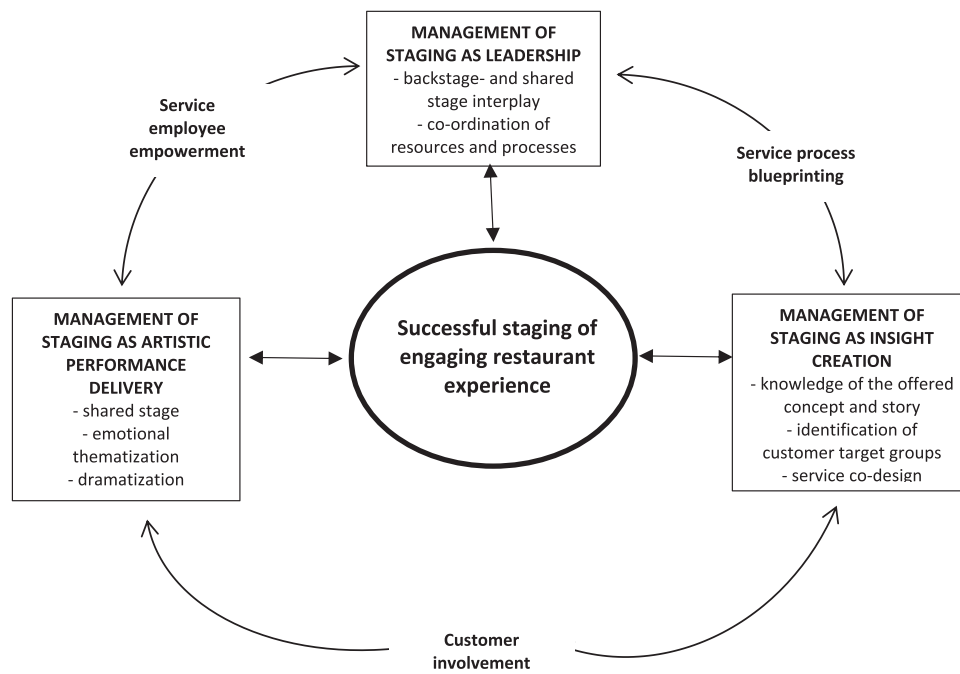 MANAGEMENT OF
STAGING AS LEADERSHIP
- backstage- and shared
stage interplay
- co-ordination of
resources and processes
Service
employee
empowerment
Service process
blueprinting
MANAGEMENT OF
STAGING AS ARTISTIC
PERFORMANCE
DELIVERY
- shared stage
- emotional
thematization
- dramatization
Successful staging of
engaging restaurant
experience
MANAGEMENT OF
STAGING AS INSIGHT
CREATION
- knowledge of the offered
concept and story
- identification of
customer target groups
- service co-design
Customer
involvement